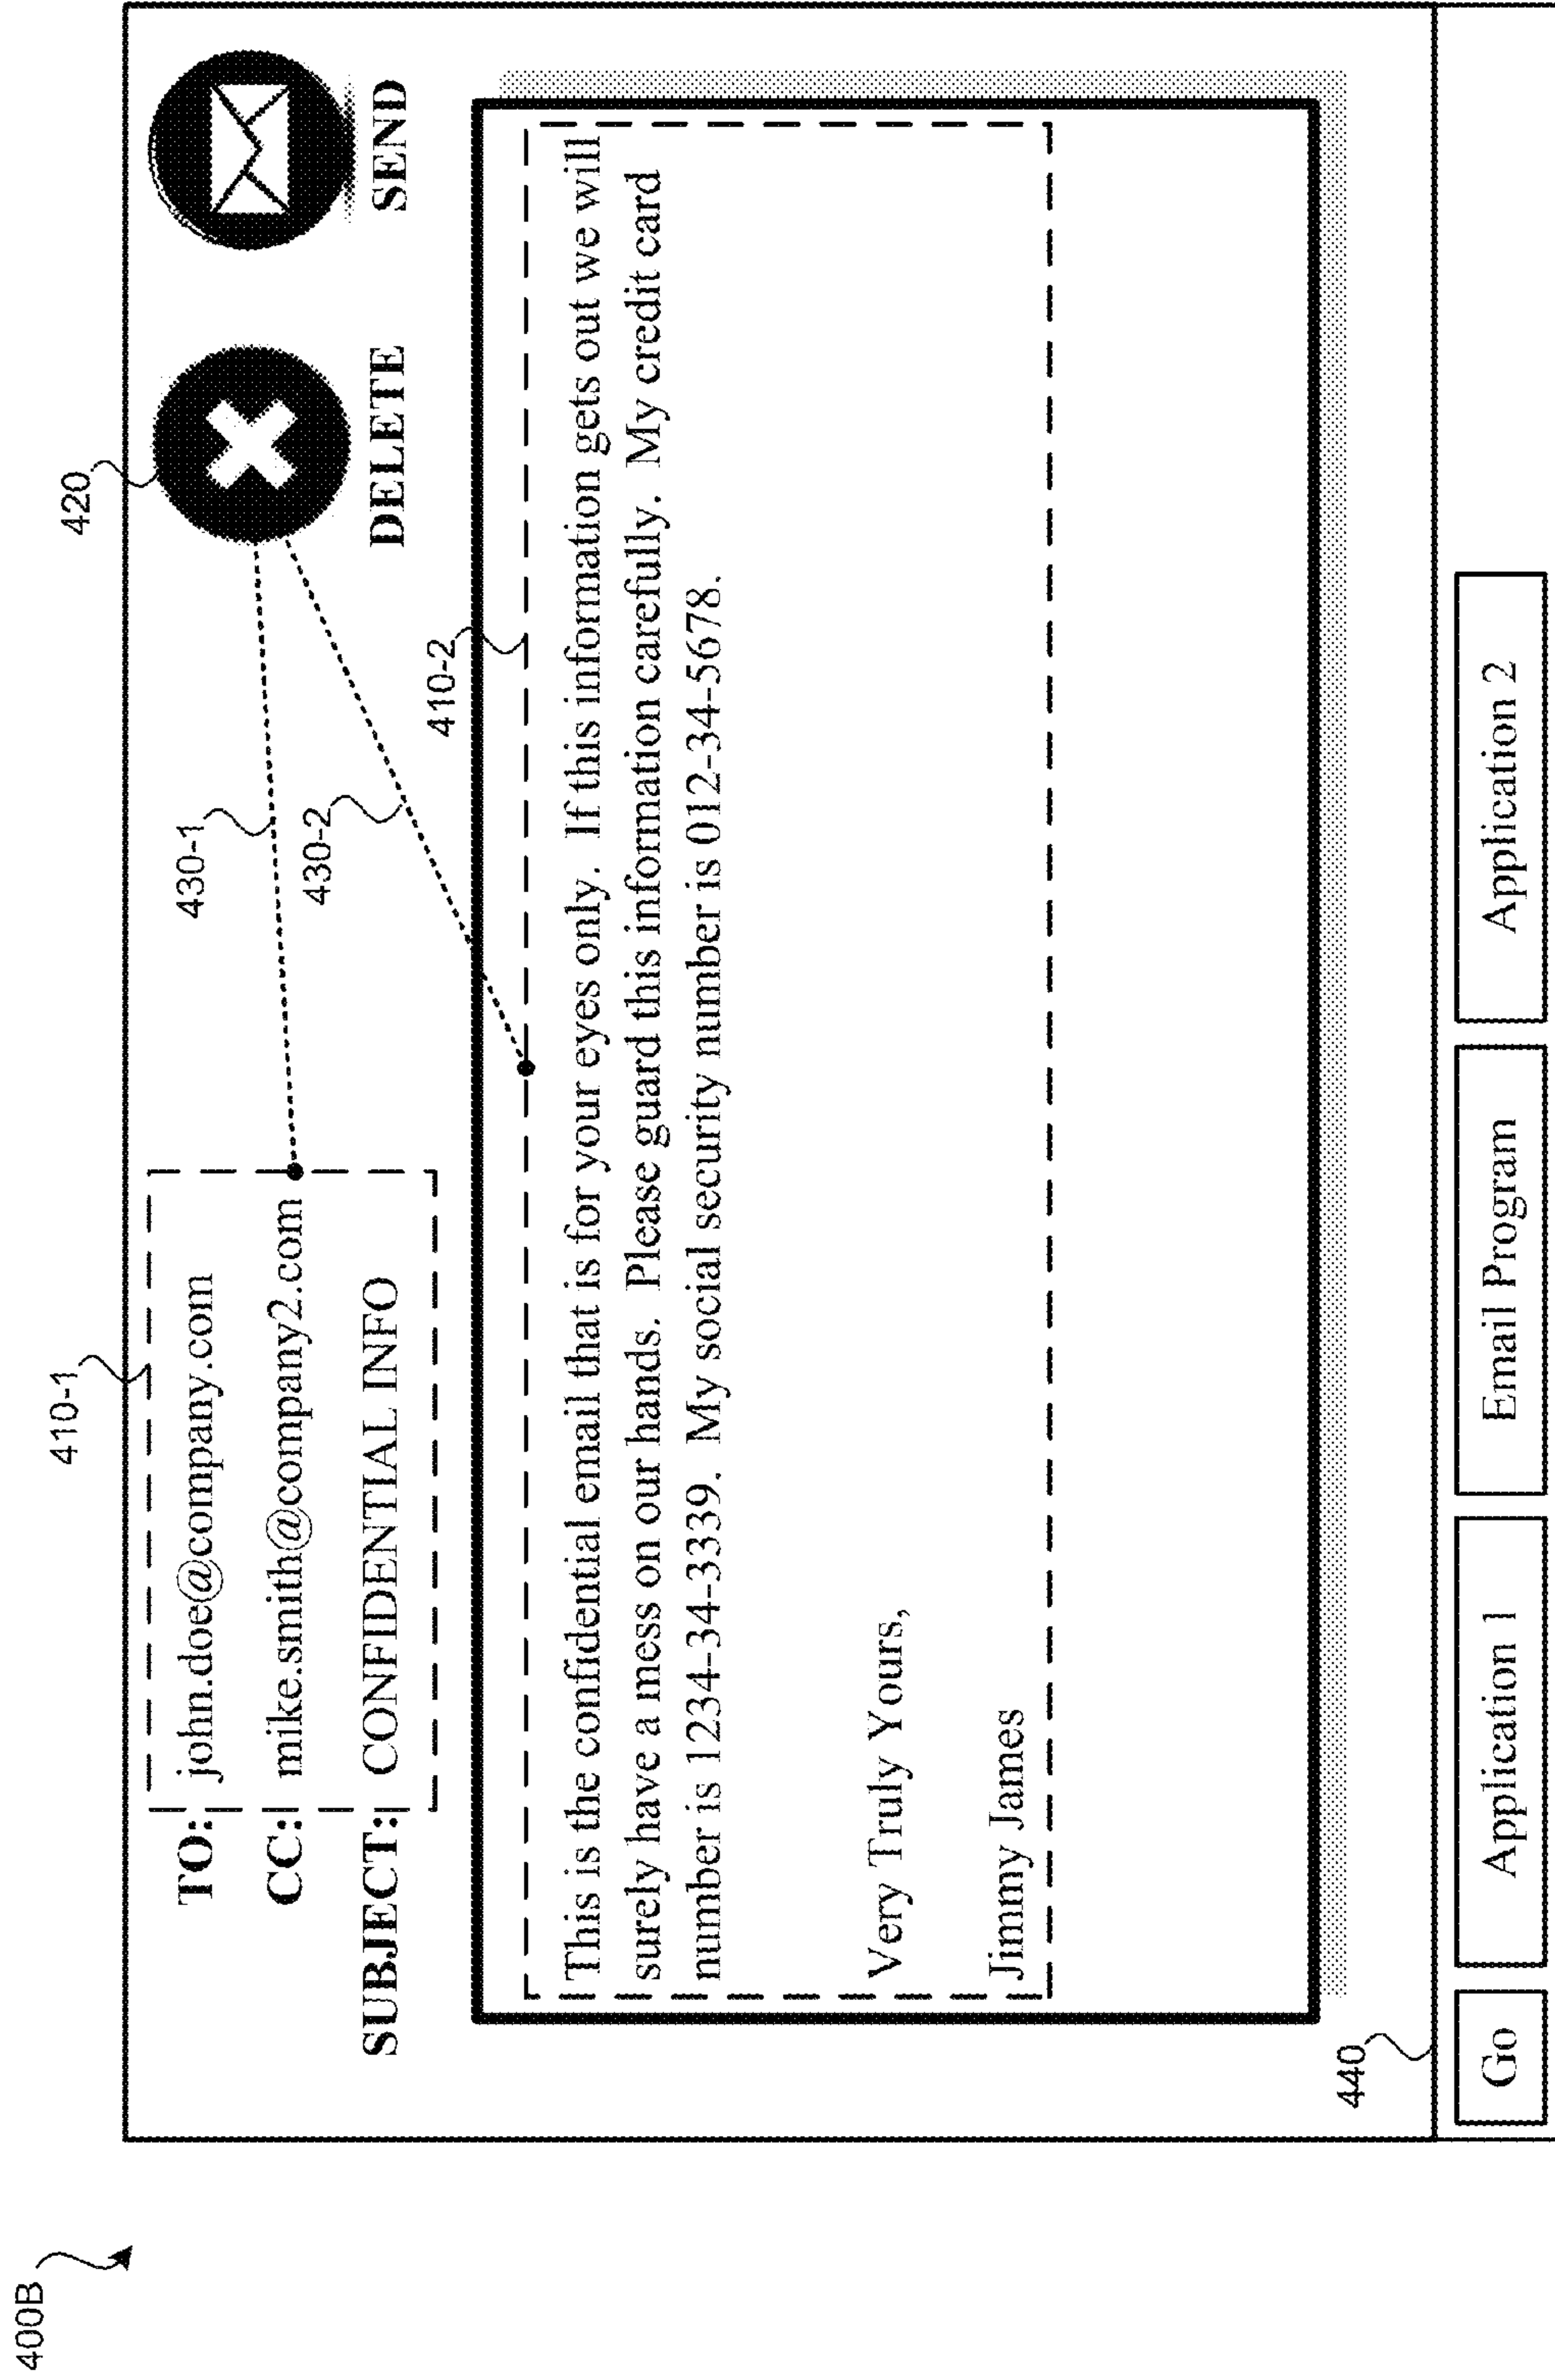 400B
410-1
420
TO: john.doe@company.com
CC: mike.smith@company2.com
SUBJECT: CONFIDENTIAL INFO
430-1
430-2
DELETE
SEND
410-2
This is the confidential email that is for your eyes only. If this information gets out we will
surely have a mess on our hands. Please guard this information carefully. My credit card
number is 1234-34-3339. My social security number is 012-34-5678.
Very Truly Yours,
Jimmy James
440
Go
Application 1
Email Program
Application 2